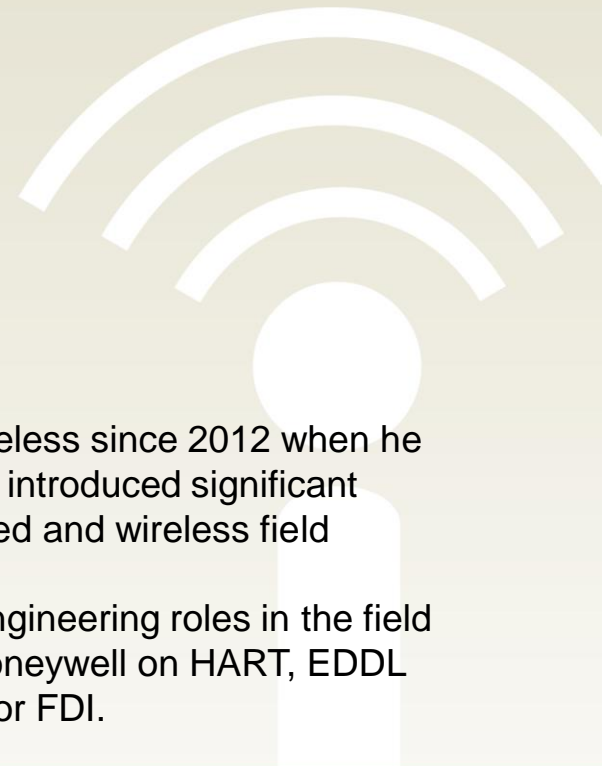 eless since 2012 when he
introduced significant
ed and wireless field
ngineering roles in the field
oneywell on HART, EDDL
or FDI.